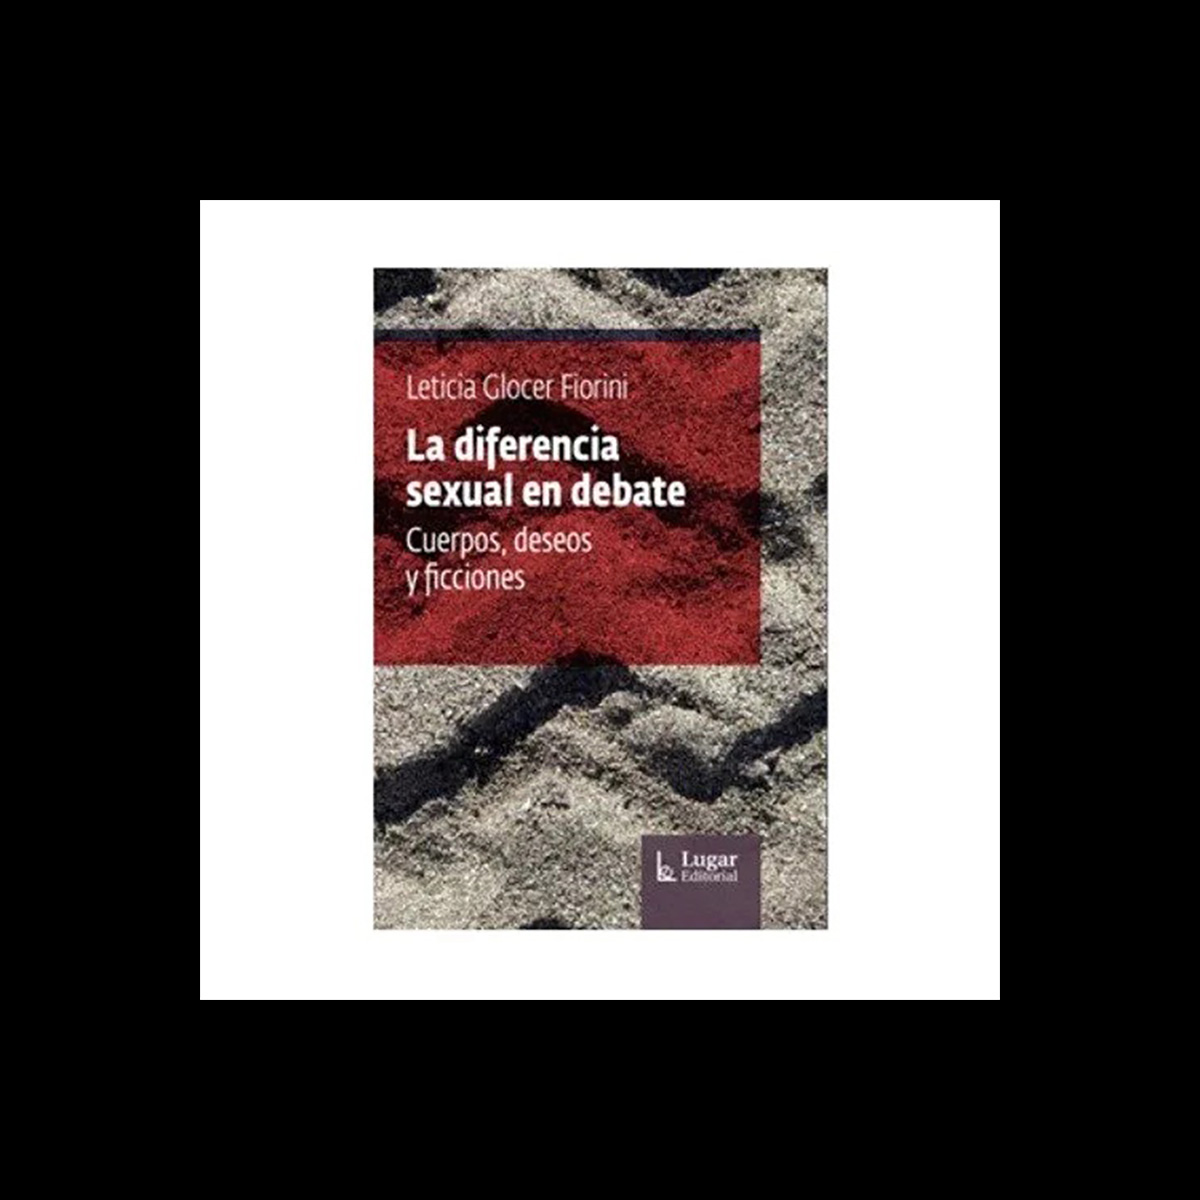 Leticia Glocer Fiorini
La diferencia
sexual en debate
Cuerpos, deseos
y ficciones
Lugar
Editorial